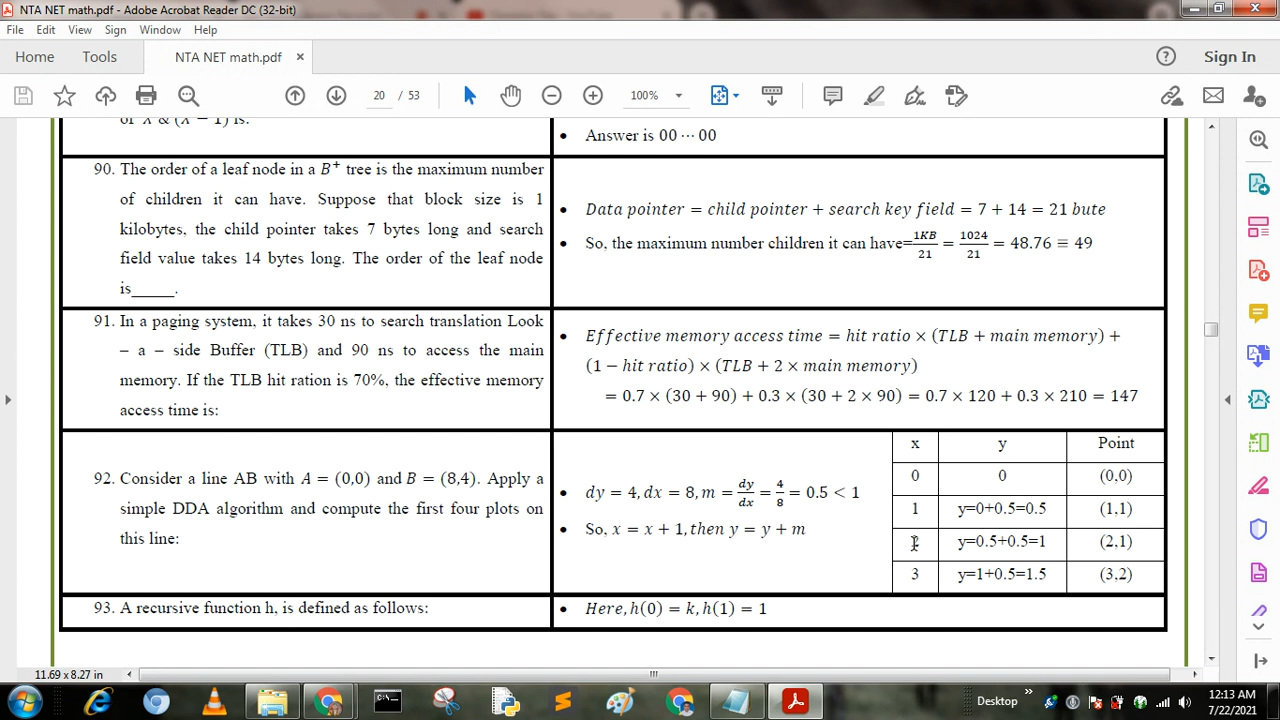 NTA NET math.pdf - Adobe Acrobat Reader DC (32-bit)
File Edit View Sign Window Help
Home Tools NTA NET math.pdf × Sign In
20 / 53 100%
of X & (X − 1) is:
• Answer is 00 ⋯ 00
90. The order of a leaf node in a B⁺ tree is the maximum number
of children it can have. Suppose that block size is 1
kilobytes, the child pointer takes 7 bytes long and search
field value takes 14 bytes long. The order of the leaf node
is_____.
• Data pointer = child pointer + search key field = 7 + 14 = 21 bute
• So, the maximum number children it can have=1KB/21 = 1024/21 = 48.76 ≡ 49
91. In a paging system, it takes 30 ns to search translation Look
– a – side Buffer (TLB) and 90 ns to access the main
memory. If the TLB hit ration is 70%, the effective memory
access time is:
• Effective memory access time = hit ratio × (TLB + main memory) +
(1 − hit ratio) × (TLB + 2 × main memory)
= 0.7 × (30 + 90) + 0.3 × (30 + 2 × 90) = 0.7 × 120 + 0.3 × 210 = 147
92. Consider a line AB with A = (0,0) and B = (8,4). Apply a
simple DDA algorithm and compute the first four plots on
this line:
• dy = 4, dx = 8, m = dy/dx = 4/8 = 0.5 < 1
• So, x = x + 1, then y = y + m
x y Point
0 0 (0,0)
1 y=0+0.5=0.5 (1,1)
2 y=0.5+0.5=1 (2,1)
3 y=1+0.5=1.5 (3,2)
93. A recursive function h, is defined as follows:
• Here, h(0) = k, h(1) = 1
11.69 x 8.27 in
Desktop » 12:13 AM
7/22/2021